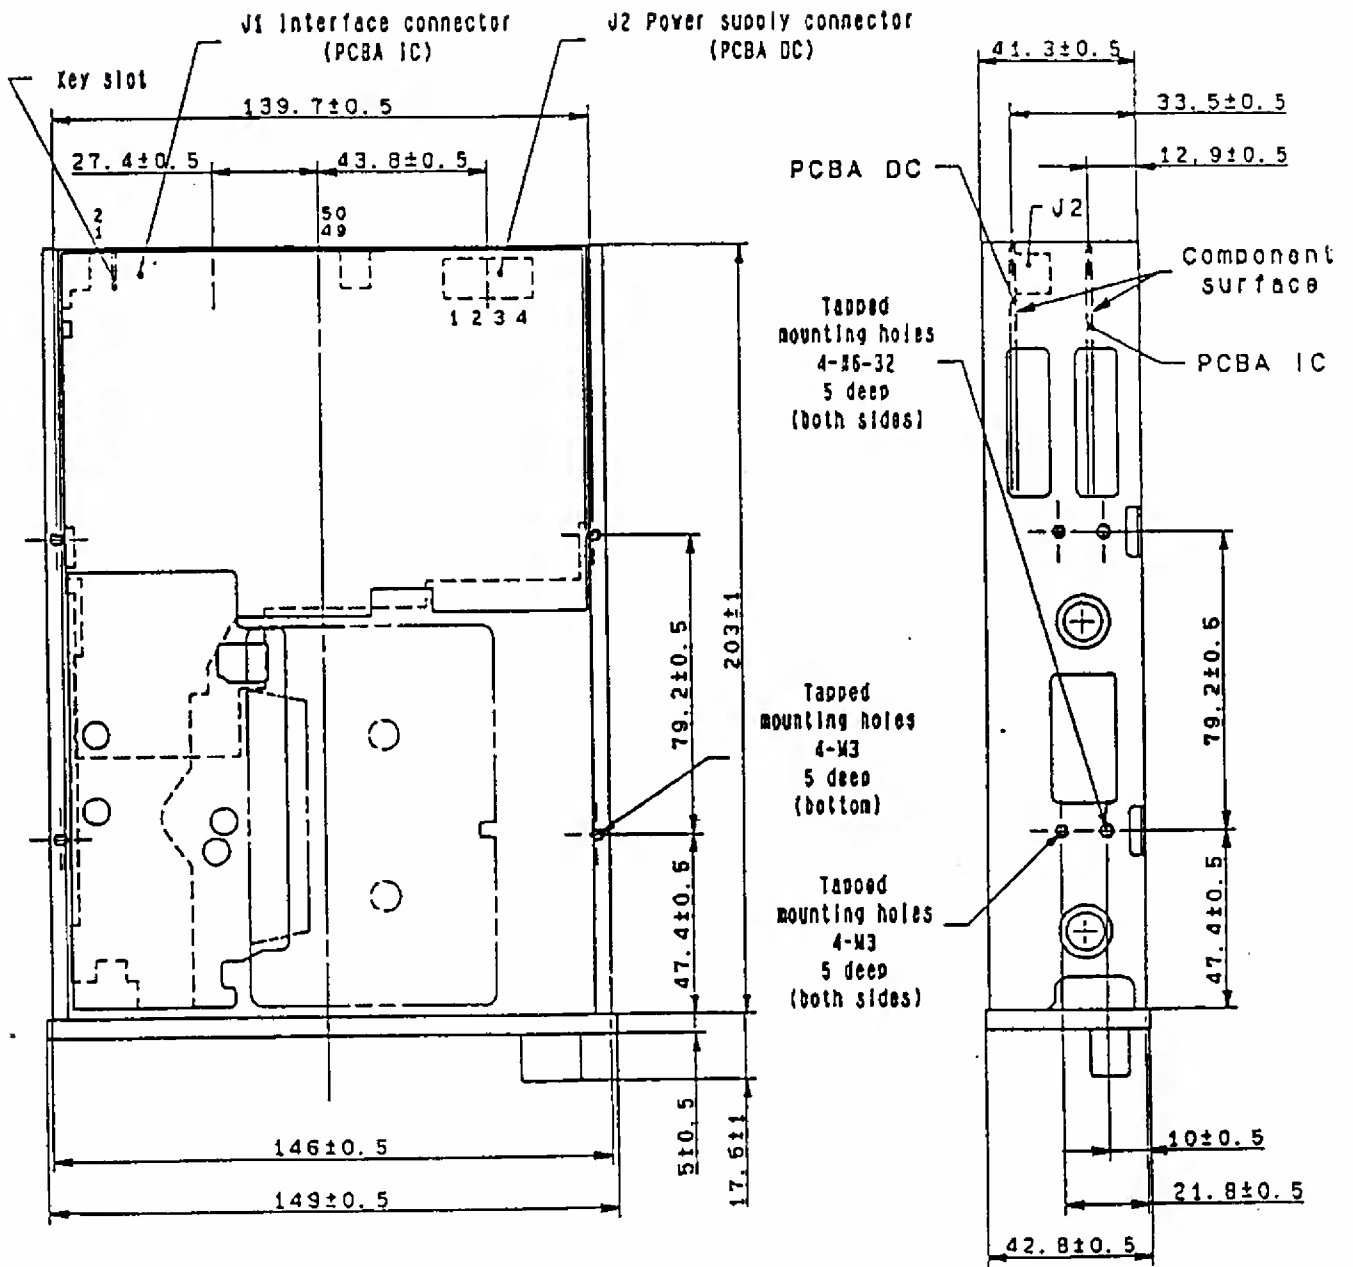 J1 Interface connector
(PCBA IC)
J2 Power supply connector
(PCBA DC)
Key slot
139.7±0.5
27.4±0.5
43.8±0.5
2
1
50
49
1 2 3 4
79.2±0.5
203±1
47.4±0.5
5±0.5
17.6±1
146±0.5
149±0.5
41.3±0.5
33.5±0.5
12.9±0.5
PCBA DC
J2
Component
surface
PCBA IC
Tapped
mounting holes
4-#6-32
5 deep
(both sides)
Tapped
mounting holes
4-M3
5 deep
(bottom)
Tapped
mounting holes
4-M3
5 deep
(both sides)
79.2±0.5
47.4±0.5
10±0.5
21.8±0.5
42.8±0.5